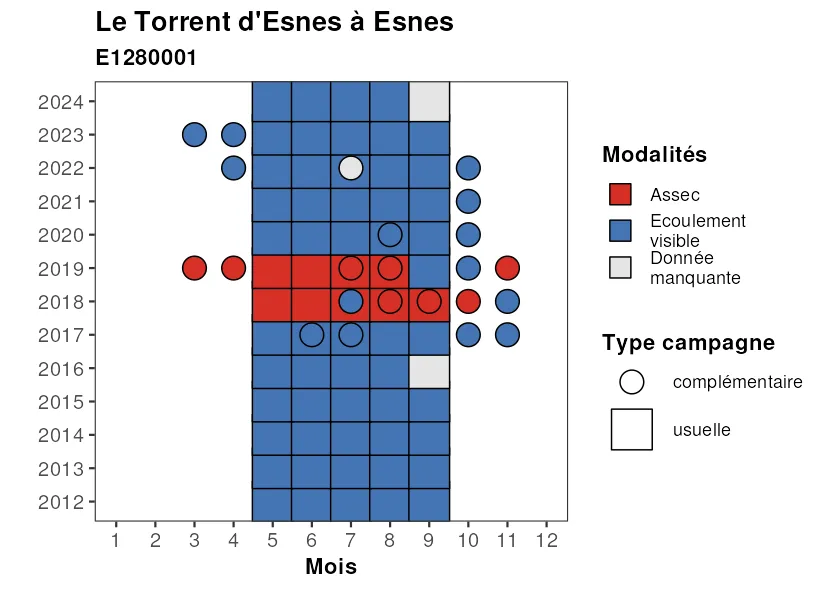 Le Torrent d'Esnes à Esnes
E1280001
2024
2023
2022
2021
2020
2019
2018
2017
2016
2015
2014
2013
2012
1 2 3 4 5 6 7 8 9 10 11 12
Mois
Modalités
Assec
Ecoulement
visible
Donnée
manquante
Type campagne
complémentaire
usuelle